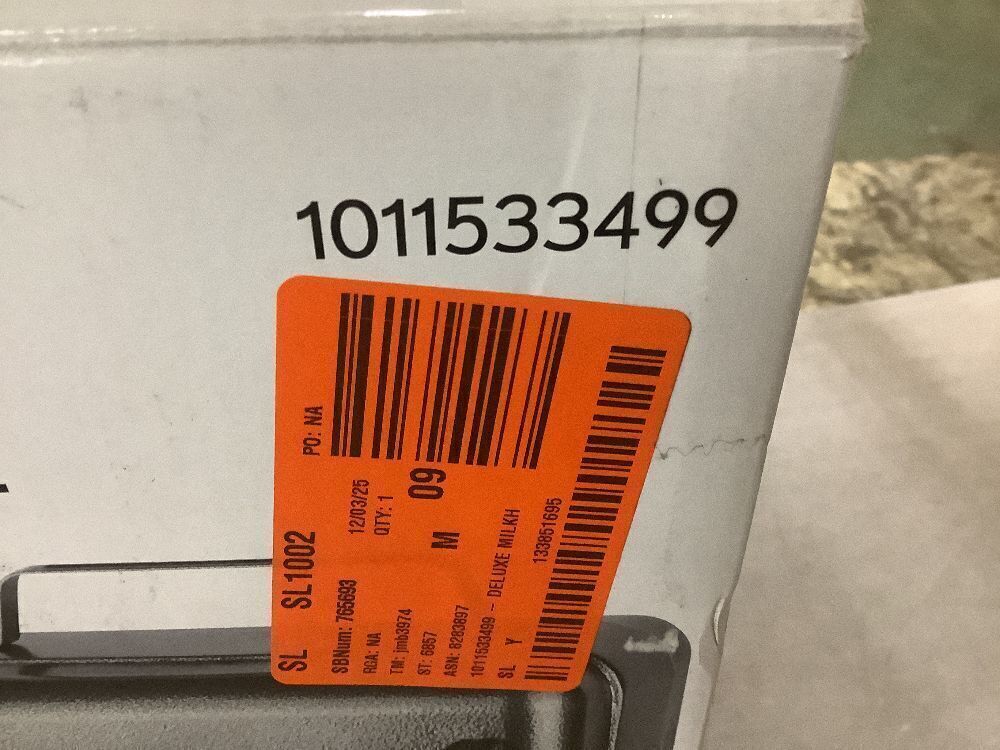 1011533499
SL SL1002
PO: NA
SBNum: 765693
12/03/25
RGA: NA
QTY: 1
TM: jmb3974
ST: 6857
M 09
ASN: 8283897
1011533499 - DELUXE MILKH
SL Y
133851695